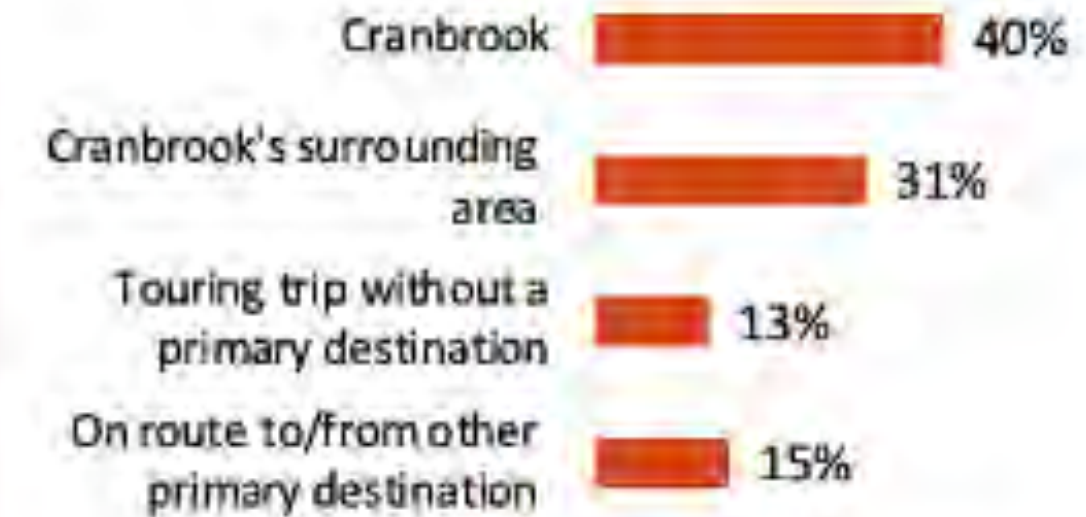 Cranbrook 40%
Cranbrook's surrounding
area
31%
Touring trip without a
primary destination
13%
On route to/from other
primary destination
15%